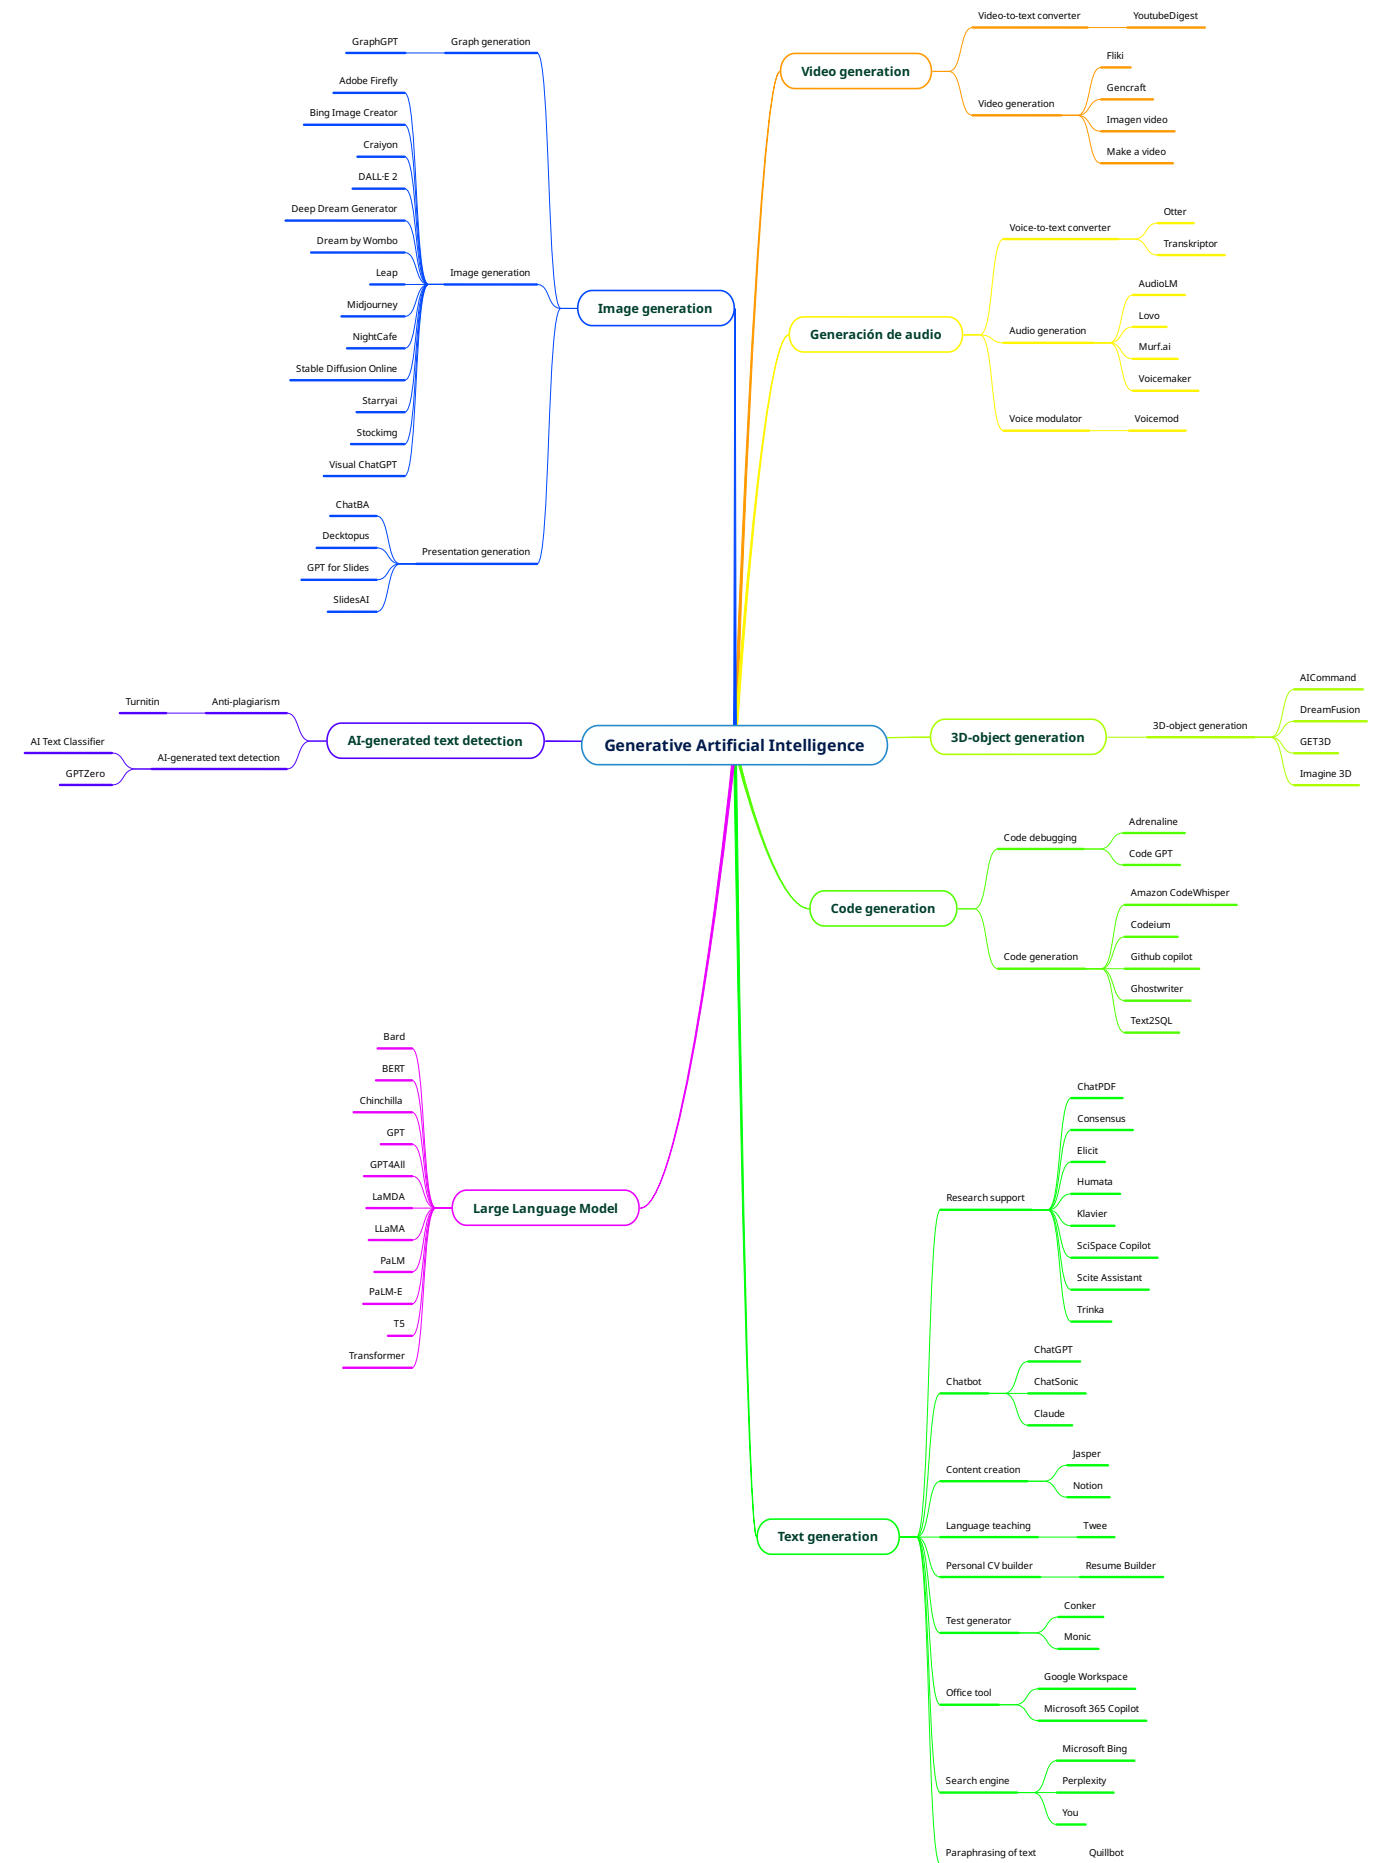 Generative Artificial Intelligence
Video generation
Video-to-text converter
YoutubeDigest
Video generation
Fliki
Gencraft
Imagen video
Make a video
Generación de audio
Voice-to-text converter
Otter
Transkriptor
Audio generation
AudioLM
Lovo
Murf.ai
Voicemaker
Voice modulator
Voicemod
3D-object generation
3D-object generation
AICommand
DreamFusion
GET3D
Imagine 3D
Code generation
Code debugging
Adrenaline
Code GPT
Code generation
Amazon CodeWhisper
Codeium
Github copilot
Ghostwriter
Text2SQL
Text generation
Research support
ChatPDF
Consensus
Elicit
Humata
Klavier
SciSpace Copilot
Scite Assistant
Trinka
Chatbot
ChatGPT
ChatSonic
Claude
Content creation
Jasper
Notion
Language teaching
Twee
Personal CV builder
Resume Builder
Test generator
Conker
Monic
Office tool
Google Workspace
Microsoft 365 Copilot
Search engine
Microsoft Bing
Perplexity
You
Paraphrasing of text
Quillbot
Image generation
Graph generation
GraphGPT
Image generation
Adobe Firefly
Bing Image Creator
Craiyon
DALL·E 2
Deep Dream Generator
Dream by Wombo
Leap
Midjourney
NightCafe
Stable Diffusion Online
Starryai
Stockimg
Visual ChatGPT
Presentation generation
ChatBA
Decktopus
GPT for Slides
SlidesAI
AI-generated text detection
Anti-plagiarism
Turnitin
AI-generated text detection
AI Text Classifier
GPTZero
Large Language Model
Bard
BERT
Chinchilla
GPT
GPT4All
LaMDA
LLaMA
PaLM
PaLM-E
T5
Transformer